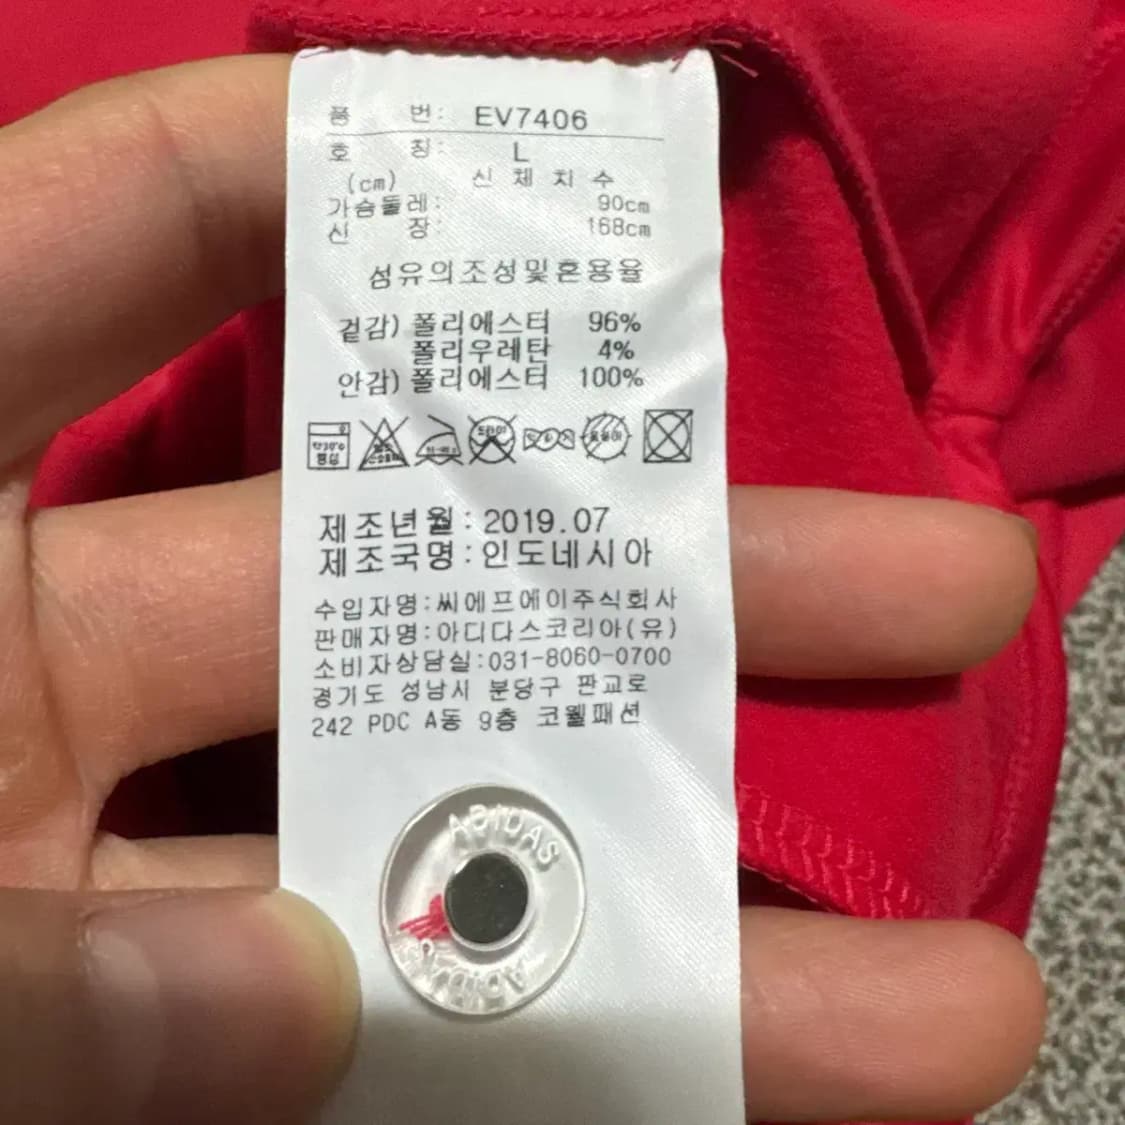 품 번: EV7406
호 칭: L
(cm) 신 체 치 수
가슴둘레: 90cm
신 장: 168cm
섬유의조성및혼용율
겉감) 폴리에스터 96%
폴리우레탄 4%
안감) 폴리에스터 100%
드라이
제조년월: 2019.07
제조국명: 인도네시아
수입자명:씨에프에이주식회사
판매자명:아디다스코리아(유)
소비자상담실:031-8060-0700
경기도 성남시 분당구 판교로
242 PDC A동 9층 코웰패션
ADIDAS
ADIDAS